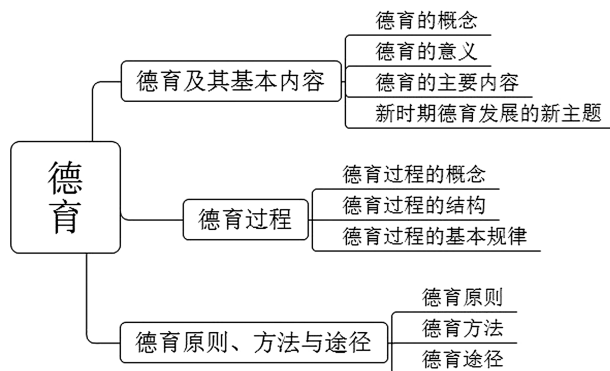 德育
德育及其基本内容
德育的概念
德育的意义
德育的主要内容
新时期德育发展的新主题
德育过程
德育过程的概念
德育过程的结构
德育过程的基本规律
德育原则、方法与途径
德育原则
德育方法
德育途径